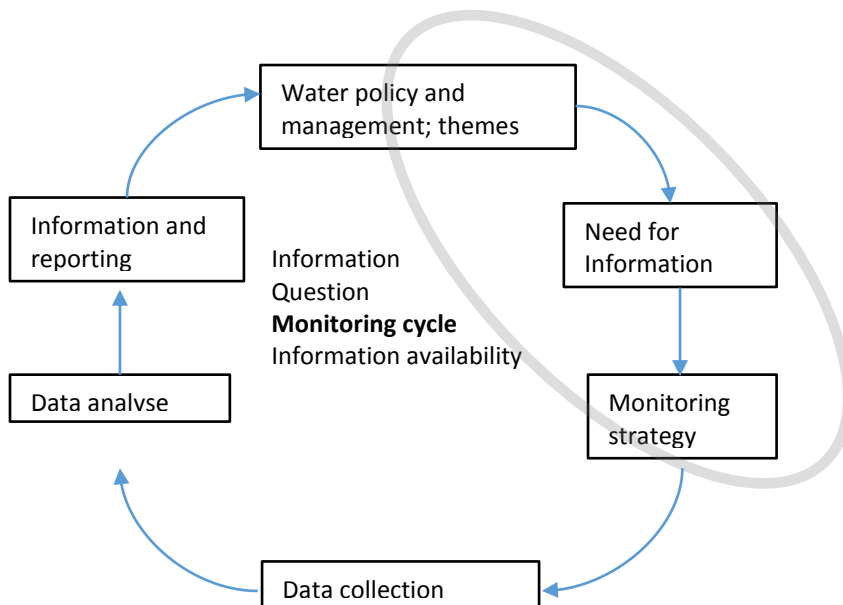 Water policy and
management; themes
Need for
Information
Monitoring
strategy
Data collection
Data analyse
Information and
reporting
Information
Question
Monitoring cycle
Information availability